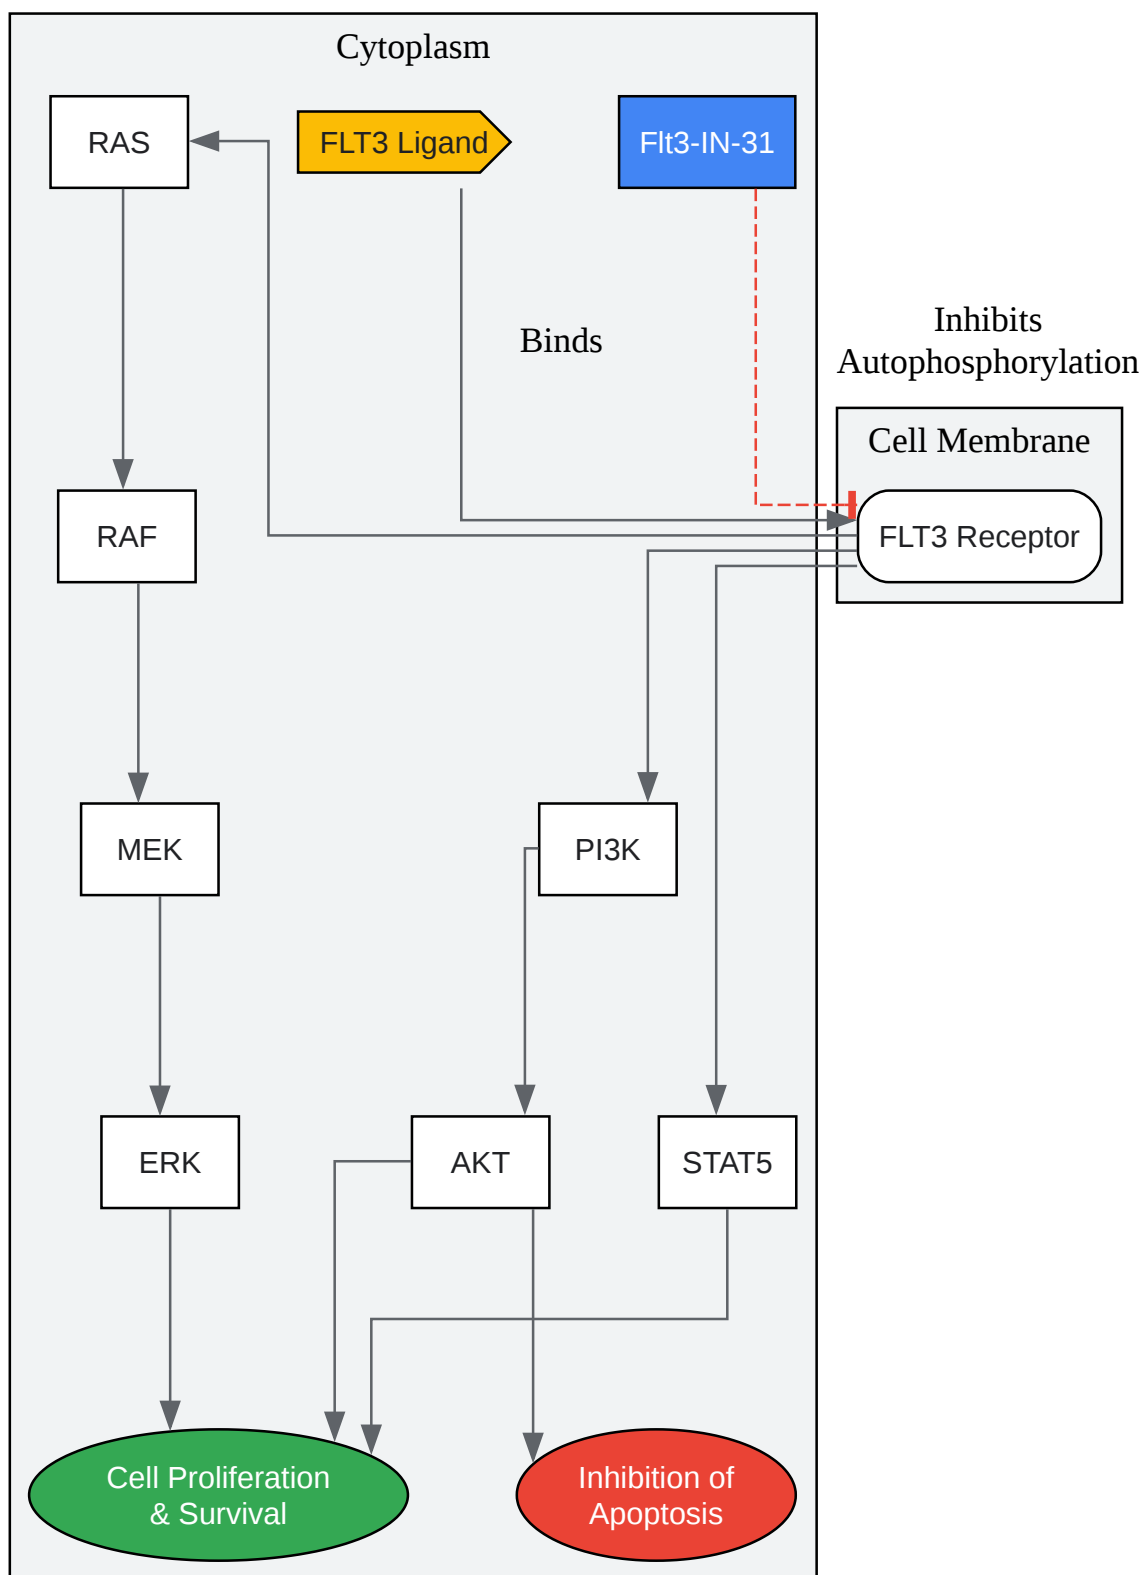 Cytoplasm
RAS
FLT3 Ligand
Flt3-IN-31
Binds
Inhibits
Autophosphorylation
Cell Membrane
RAF
FLT3 Receptor
MEK
PI3K
ERK
AKT
STAT5
Cell Proliferation
& Survival
Inhibition of
Apoptosis